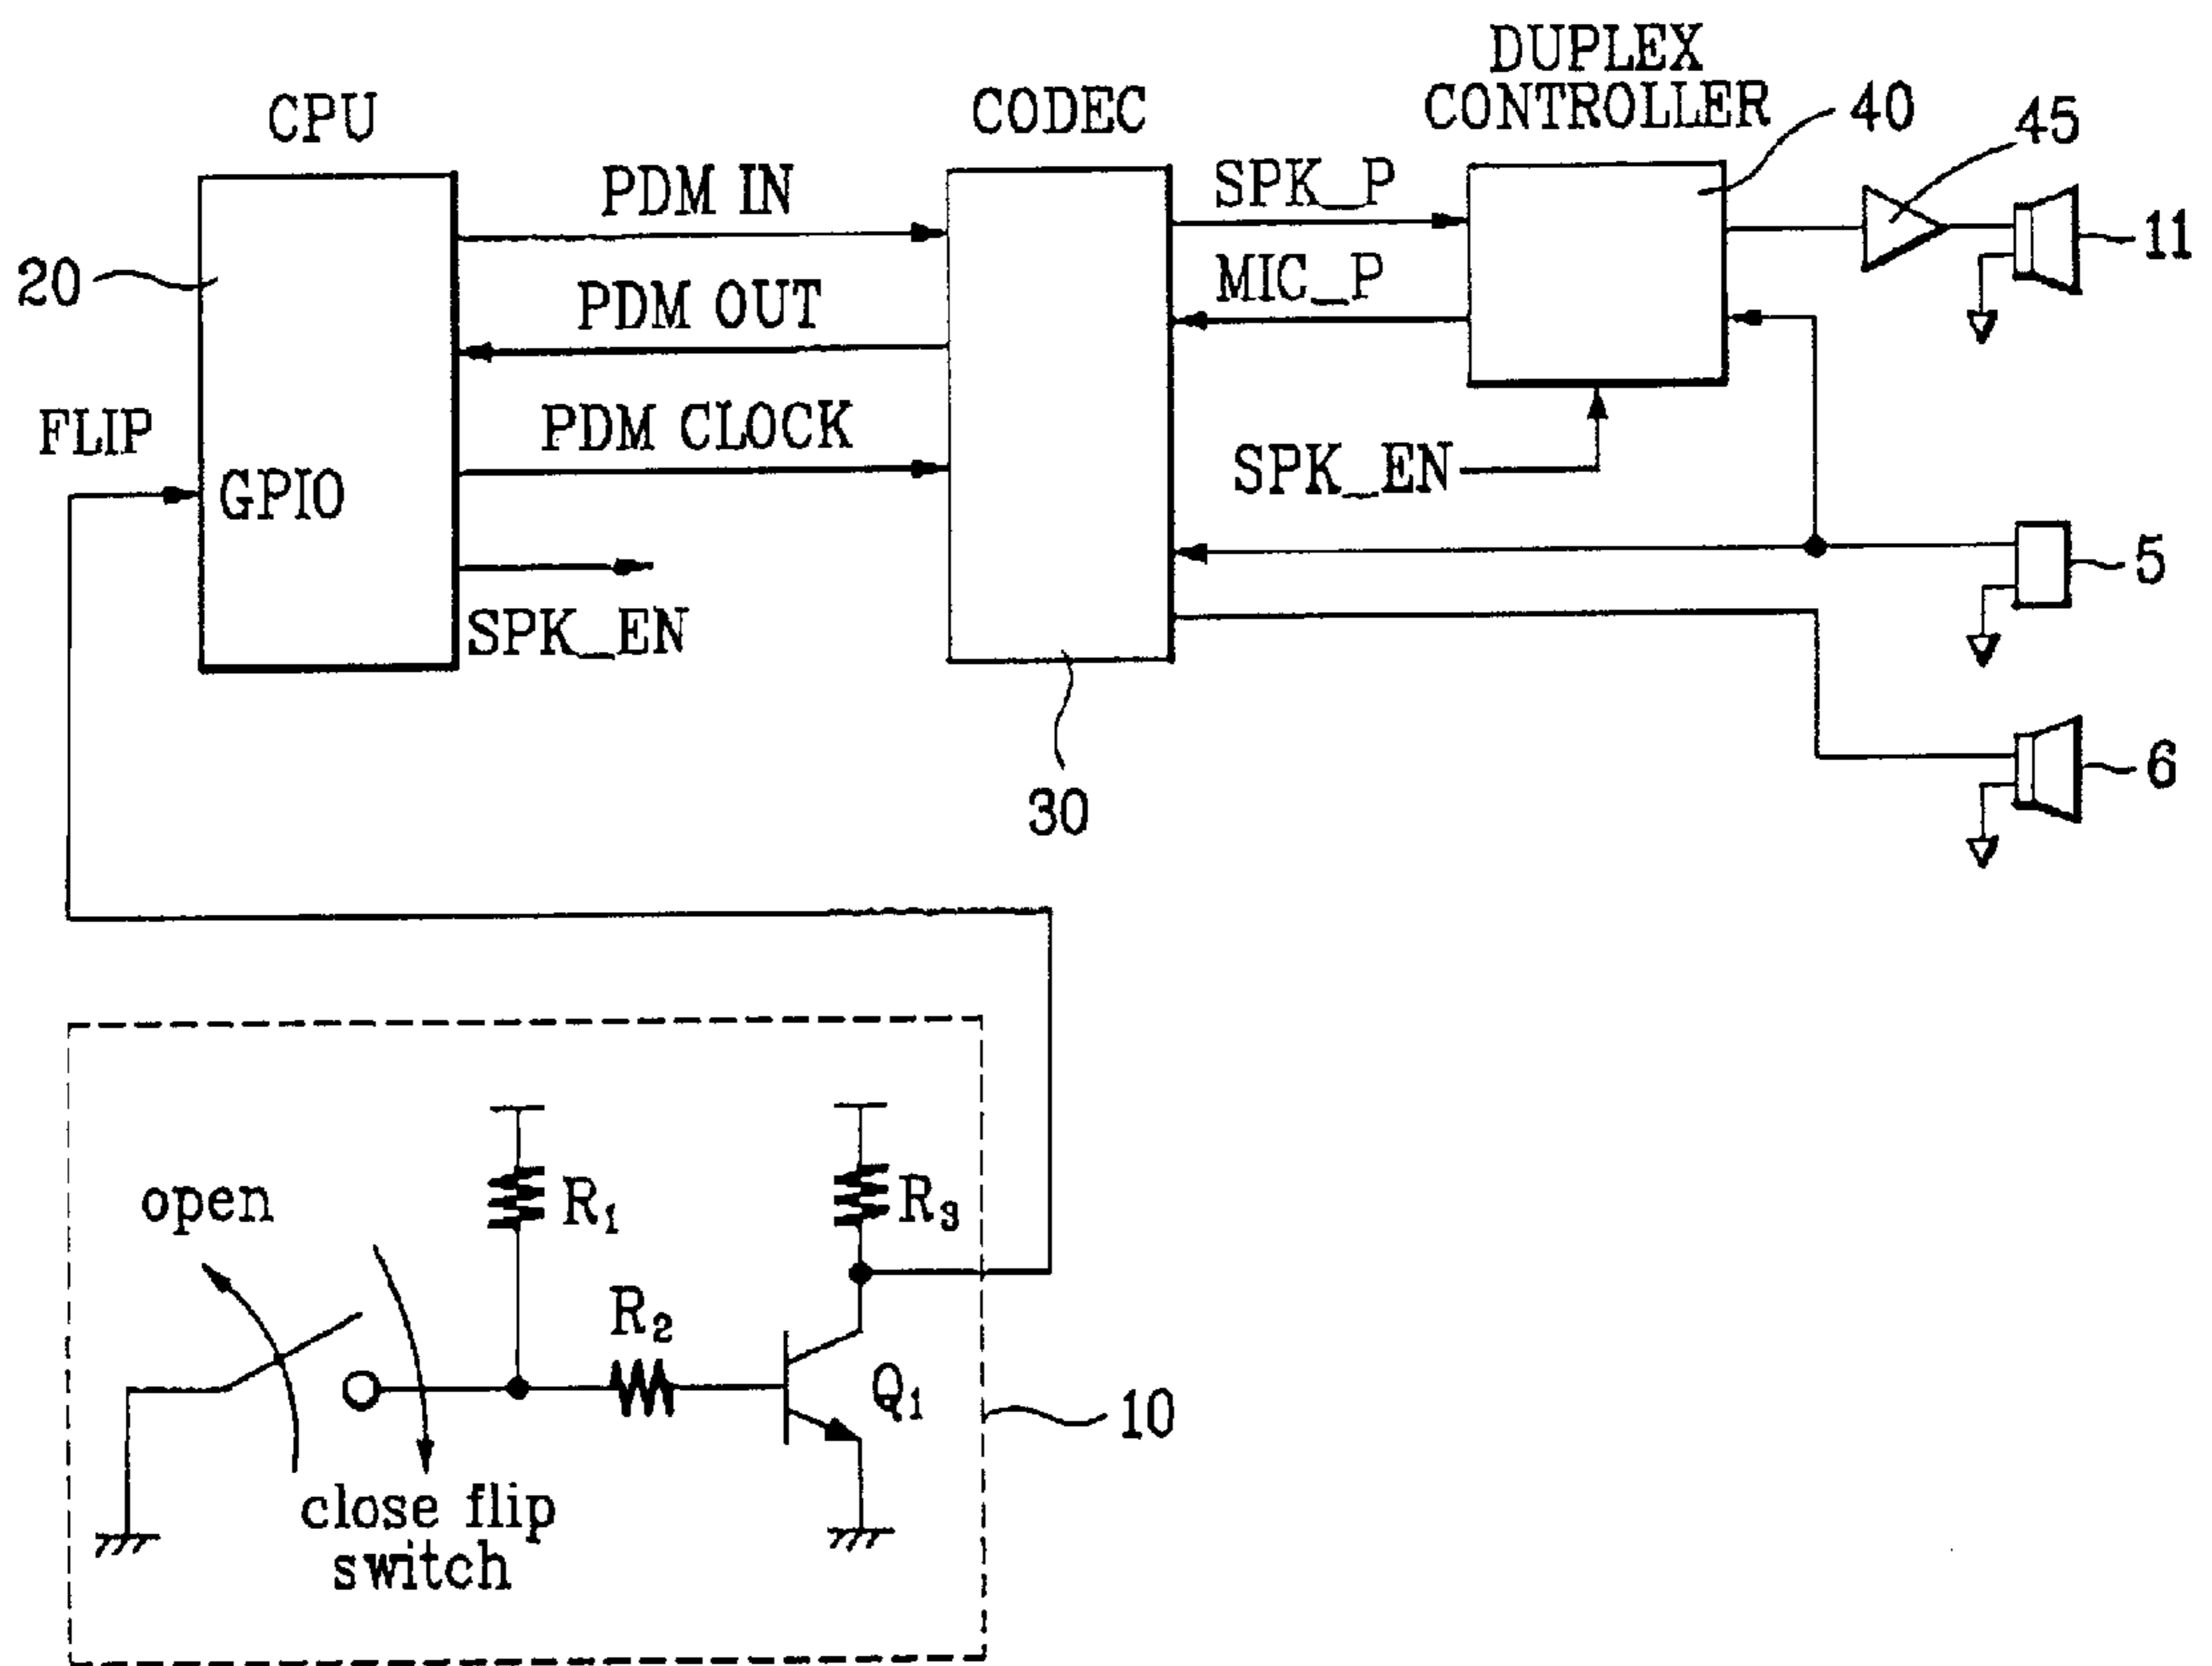 DUPLEX
CONTROLLER
CPU
CODEC
40
45
PDM IN
SPK_P
11
20
PDM OUT
MIC_P
FLIP
PDM CLOCK
SPK_EN
GPIO
5
SPK_EN
6
30
open
R1
R3
R2
Q1
10
close flip
switch